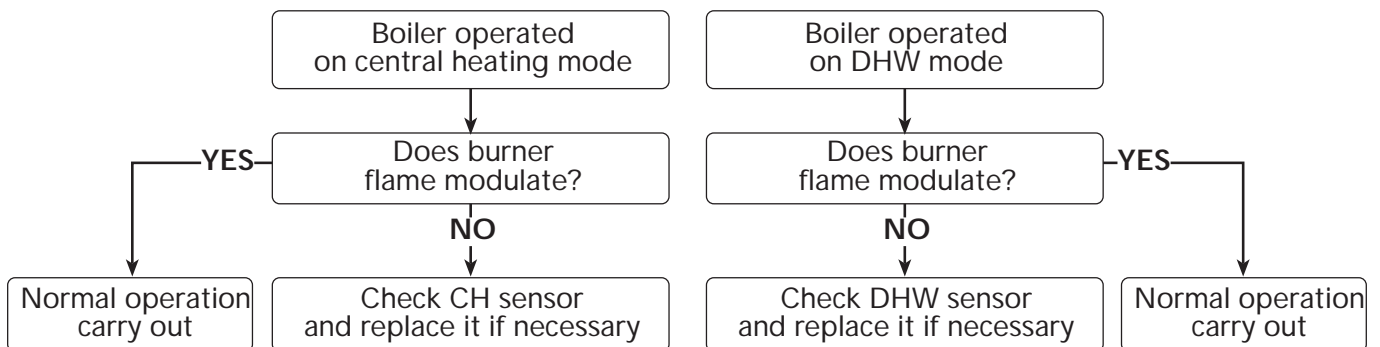 Boiler operated
on central heating mode
Boiler operated
on DHW mode
YES
Does burner
flame modulate?
Does burner
flame modulate?
YES
NO
NO
Normal operation
carry out
Check CH sensor
and replace it if necessary
Check DHW sensor
and replace it if necessary
Normal operation
carry out